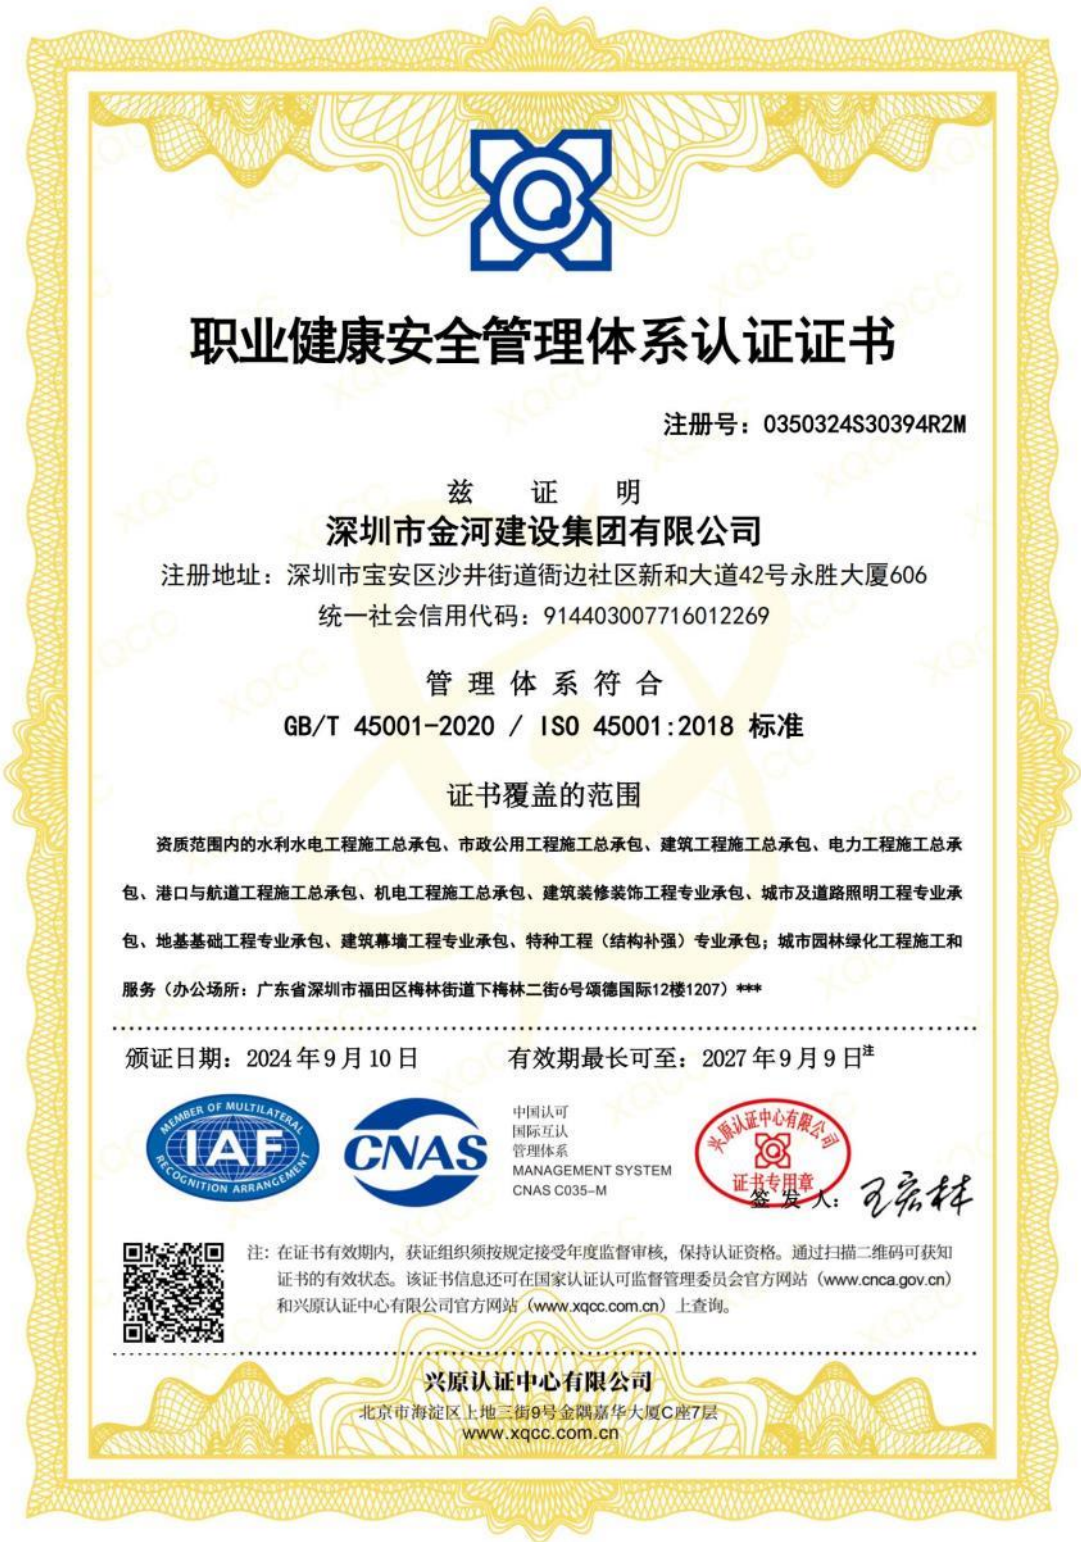 职业健康安全管理体系认证证书
注册号：0350324S30394R2M
兹 证 明
深圳市金河建设集团有限公司
注册地址：深圳市宝安区沙井街道衙边社区新和大道42号永胜大厦606
统一社会信用代码：914403007716012269
管 理 体 系 符 合
GB/T 45001-2020 / ISO 45001:2018 标准
证书覆盖的范围
资质范围内的水利水电工程施工总承包、市政公用工程施工总承包、建筑工程施工总承包、电力工程施工总承
包、港口与航道工程施工总承包、机电工程施工总承包、建筑装修装饰工程专业承包、城市及道路照明工程专业承
包、地基基础工程专业承包、建筑幕墙工程专业承包、特种工程（结构补强）专业承包；城市园林绿化工程施工和
服务（办公场所：广东省深圳市福田区梅林街道下梅林二街6号颂德国际12楼1207）***
颁证日期：2024年9月10日 有效期最长可至：2027年9月9日注
MEMBER OF MULTILATERAL
IAF
RECOGNITION ARRANGEMENT
CNAS
中国认可
国际互认
管理体系
MANAGEMENT SYSTEM
CNAS C035-M
兴原认证中心有限公司
证书专用章
签 发 人：王宏林
注：在证书有效期内，获证组织须按规定接受年度监督审核，保持认证资格。通过扫描二维码可获知
证书的有效状态。该证书信息还可在国家认证认可监督管理委员会官方网站（www.cnca.gov.cn）
和兴原认证中心有限公司官方网站（www.xqcc.com.cn）上查询。
兴原认证中心有限公司
北京市海淀区上地三街9号金隅嘉华大厦C座7层
www.xqcc.com.cn